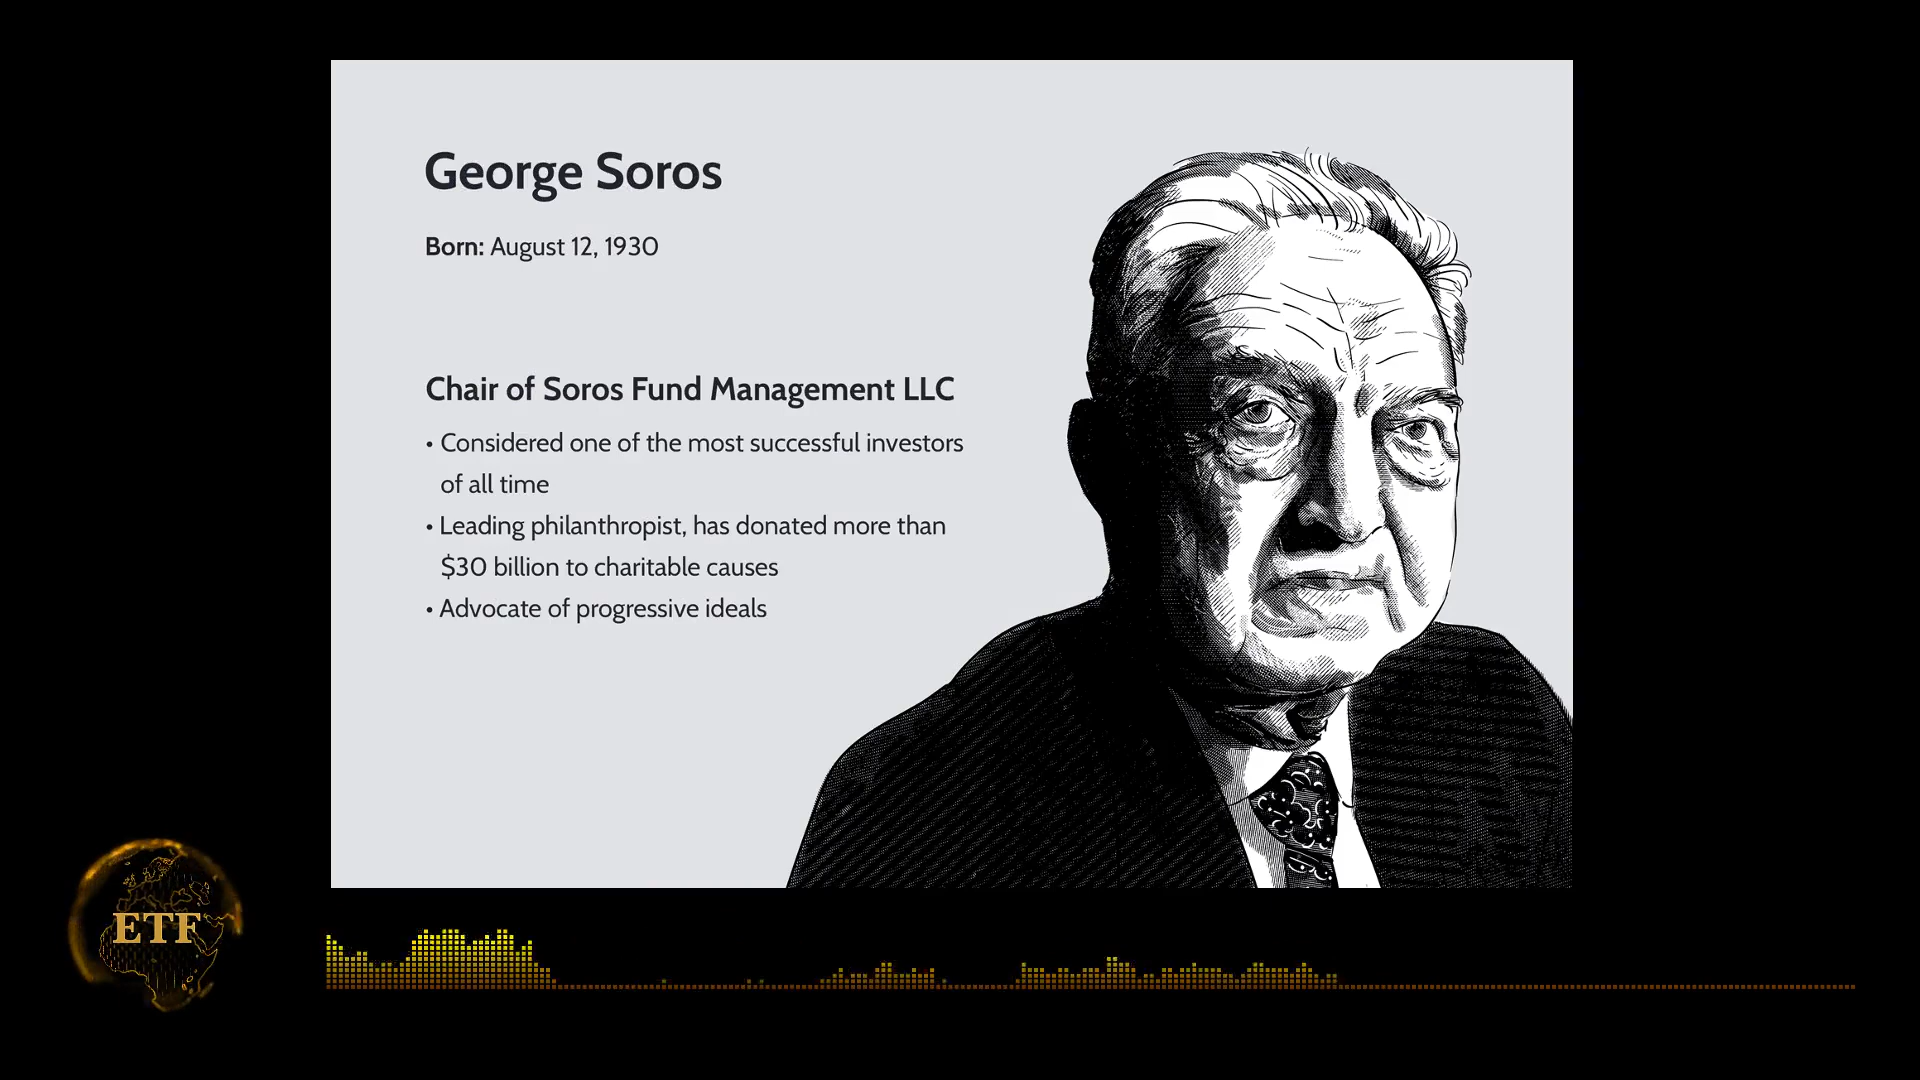 George Soros
Born: August 12, 1930
Chair of Soros Fund Management LLC
• Considered one of the most successful investors
of all time
• Leading philanthropist, has donated more than
$30 billion to charitable causes
• Advocate of progressive ideals
ETF